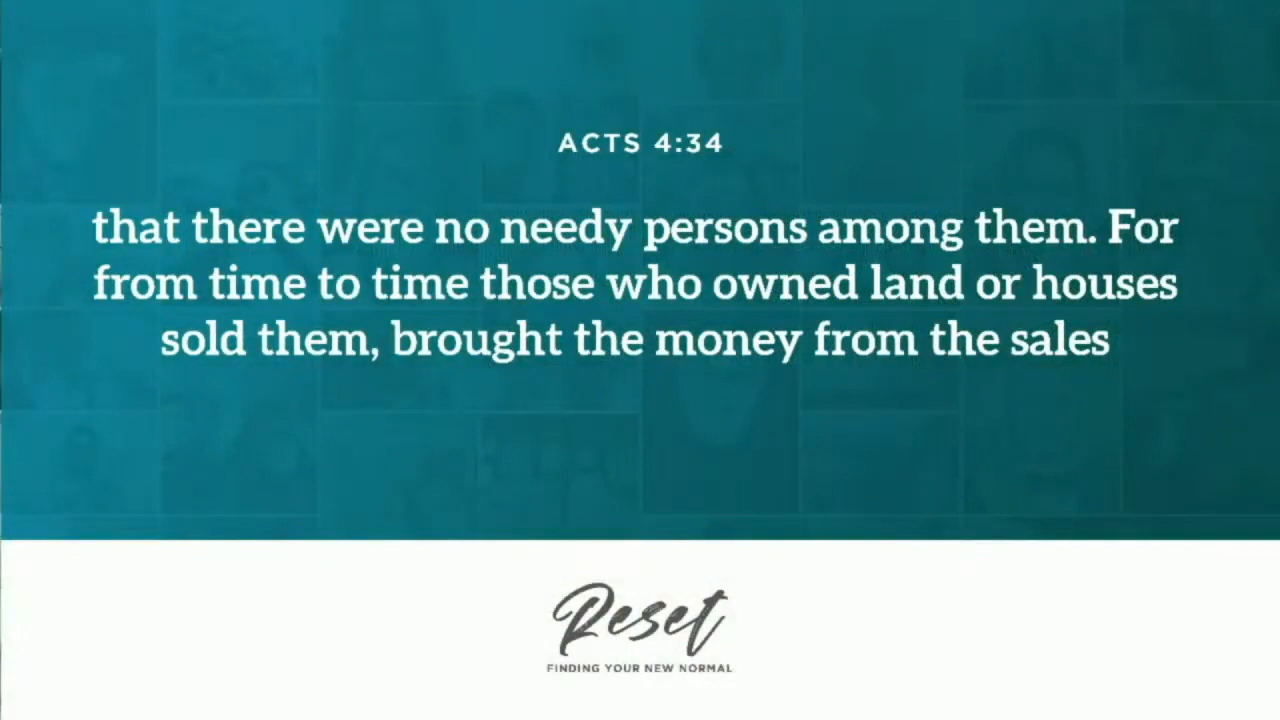 ACTS 4:34
that there were no needy persons among them. For
from time to time those who owned land or houses
sold them, brought the money from the sales
Reset
FINDING YOUR NEW NORMAL